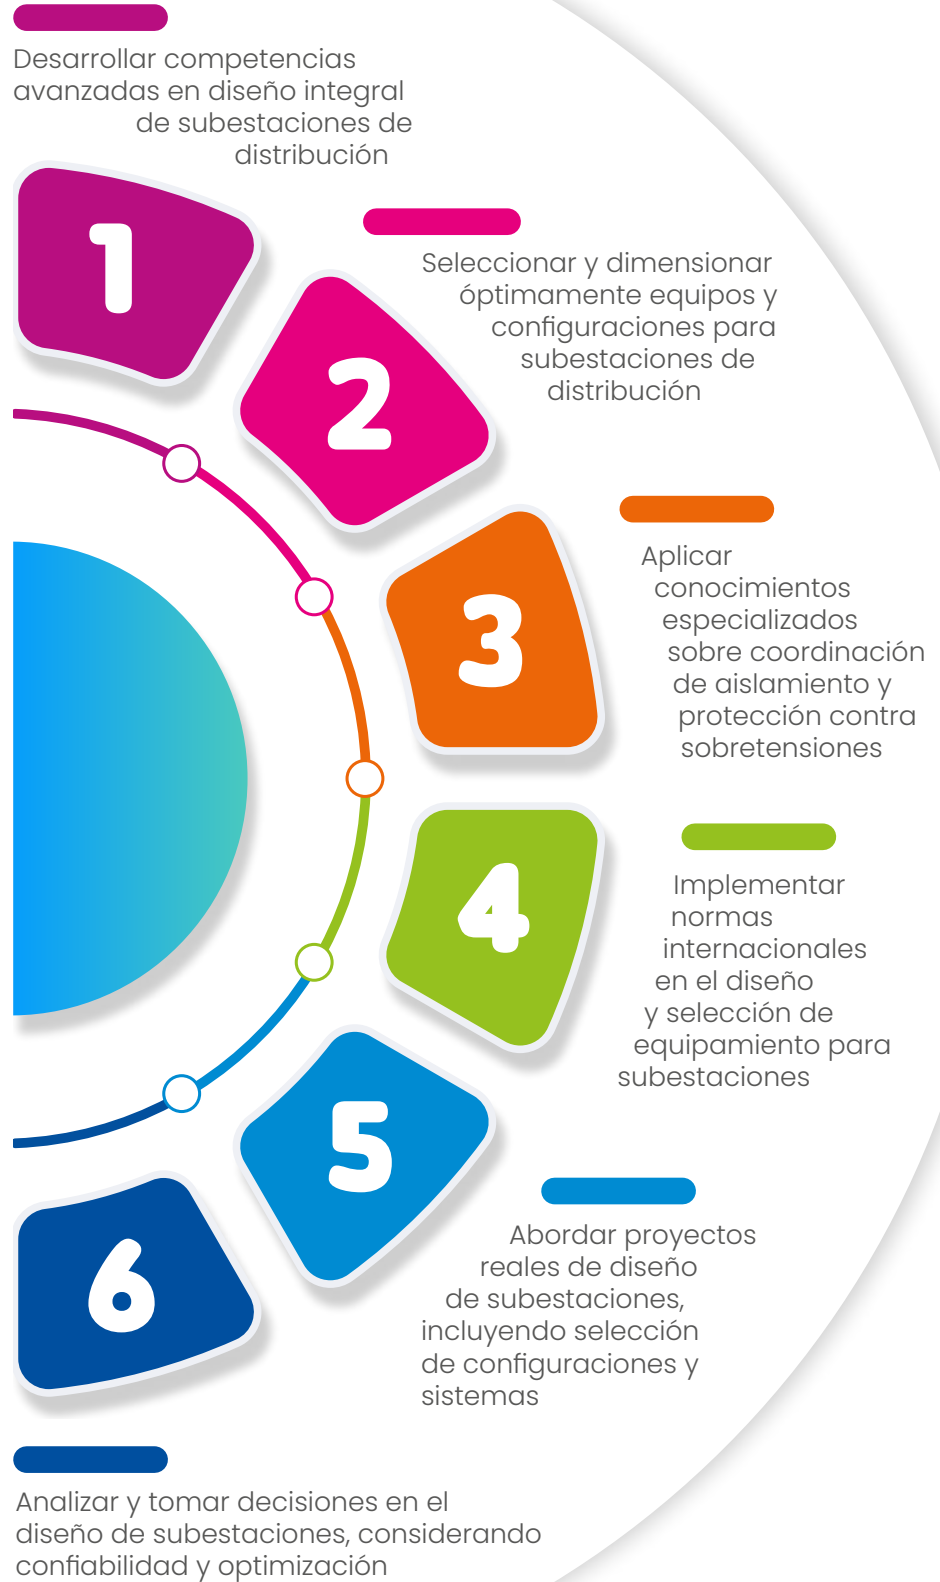 Desarrollar competencias
avanzadas en diseño integral
de subestaciones de
distribución
1
Seleccionar y dimensionar
óptimamente equipos y
configuraciones para
subestaciones de
distribución
2
Aplicar
conocimientos
especializados
sobre coordinación
de aislamiento y
protección contra
sobretensiones
3
Implementar
normas
internacionales
en el diseño
y selección de
equipamiento para
subestaciones
4
Abordar proyectos
reales de diseño
de subestaciones,
incluyendo selección
de configuraciones y
sistemas
5
6
Analizar y tomar decisiones en el
diseño de subestaciones, considerando
confiabilidad y optimización